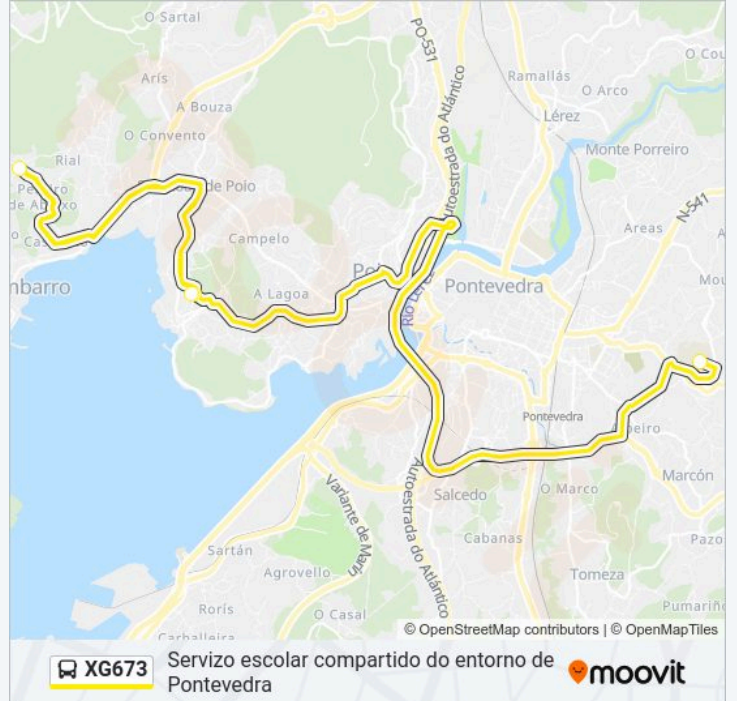 O Sartal
PO-531
Arís
Ramallás
O Arco
A Bouza
Lérez
O Convento
Autoestrada do Atlántico
Monte Porreiro
Rial
de Poio
N-541
Areas
Campelo
mbarro
A Lagoa
Pontevedra
Pontevedra
beiro
Marcón
Salcedo
O Marco
Autoestrada do Atlántico
Variante de Marín
Cabanas
Pazo
Sartán
Agrovello
Tomeza
Rorís
O Casal
Pumariño
Carballeira
© OpenStreetMap contributors | © OpenMapTiles
XG673
Servizo escolar compartido do entorno de
Pontevedra
moovit